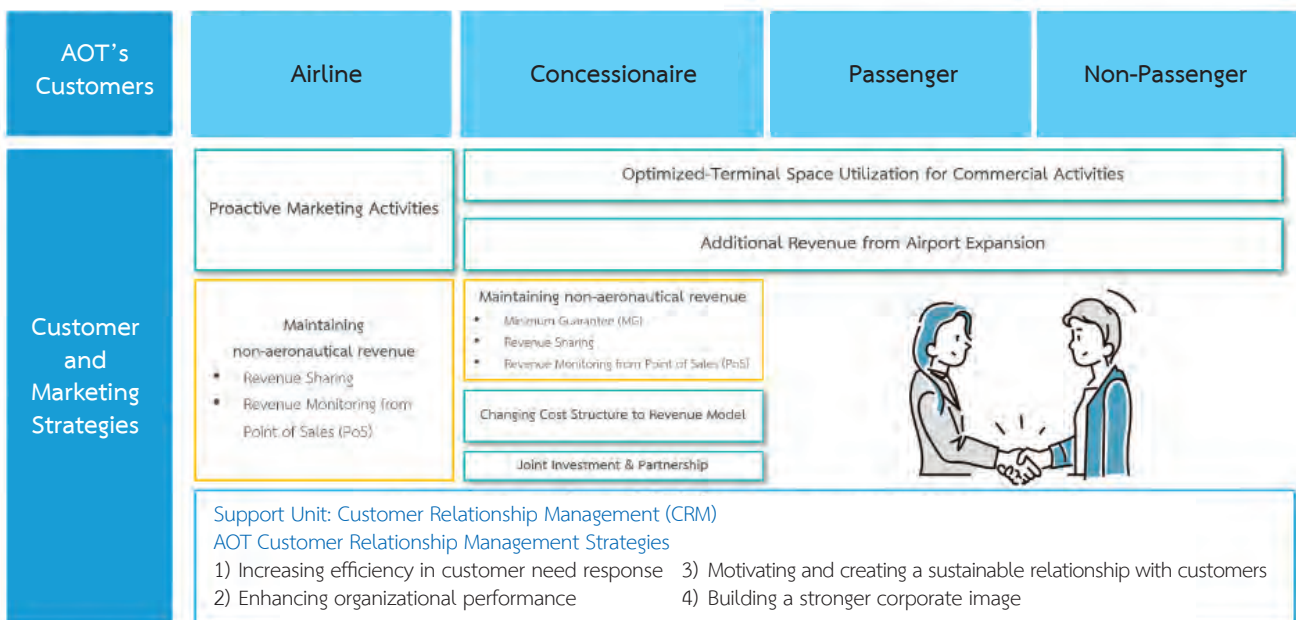 AOT's
Customers
Airline
Concessionaire
Passenger
Non-Passenger
Customer
and
Marketing
Strategies
Proactive Marketing Activities
Optimized-Terminal Space Utilization for Commercial Activities
Additional Revenue from Airport Expansion
Maintaining
non-aeronautical revenue
• Revenue Sharing
• Revenue Monitoring from
Point of Sales (PoS)
Maintaining non-aeronautical revenue
• Minimum Guarantee (MG)
• Revenue Sharing
• Revenue Monitoring from Point of Sales (PoS)
Changing Cost Structure to Revenue Model
Joint Investment & Partnership
Support Unit: Customer Relationship Management (CRM)
AOT Customer Relationship Management Strategies
1) Increasing efficiency in customer need response
2) Enhancing organizational performance
3) Motivating and creating a sustainable relationship with customers
4) Building a stronger corporate image